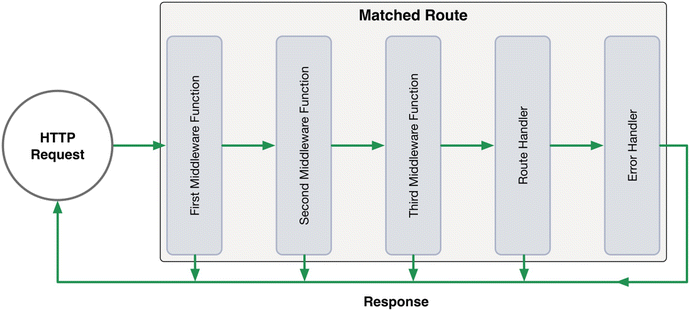 Matched Route
HTTP
Request
First Middleware Function
Second Middleware Function
Third Middleware Function
Route Handler
Error Handler
Response